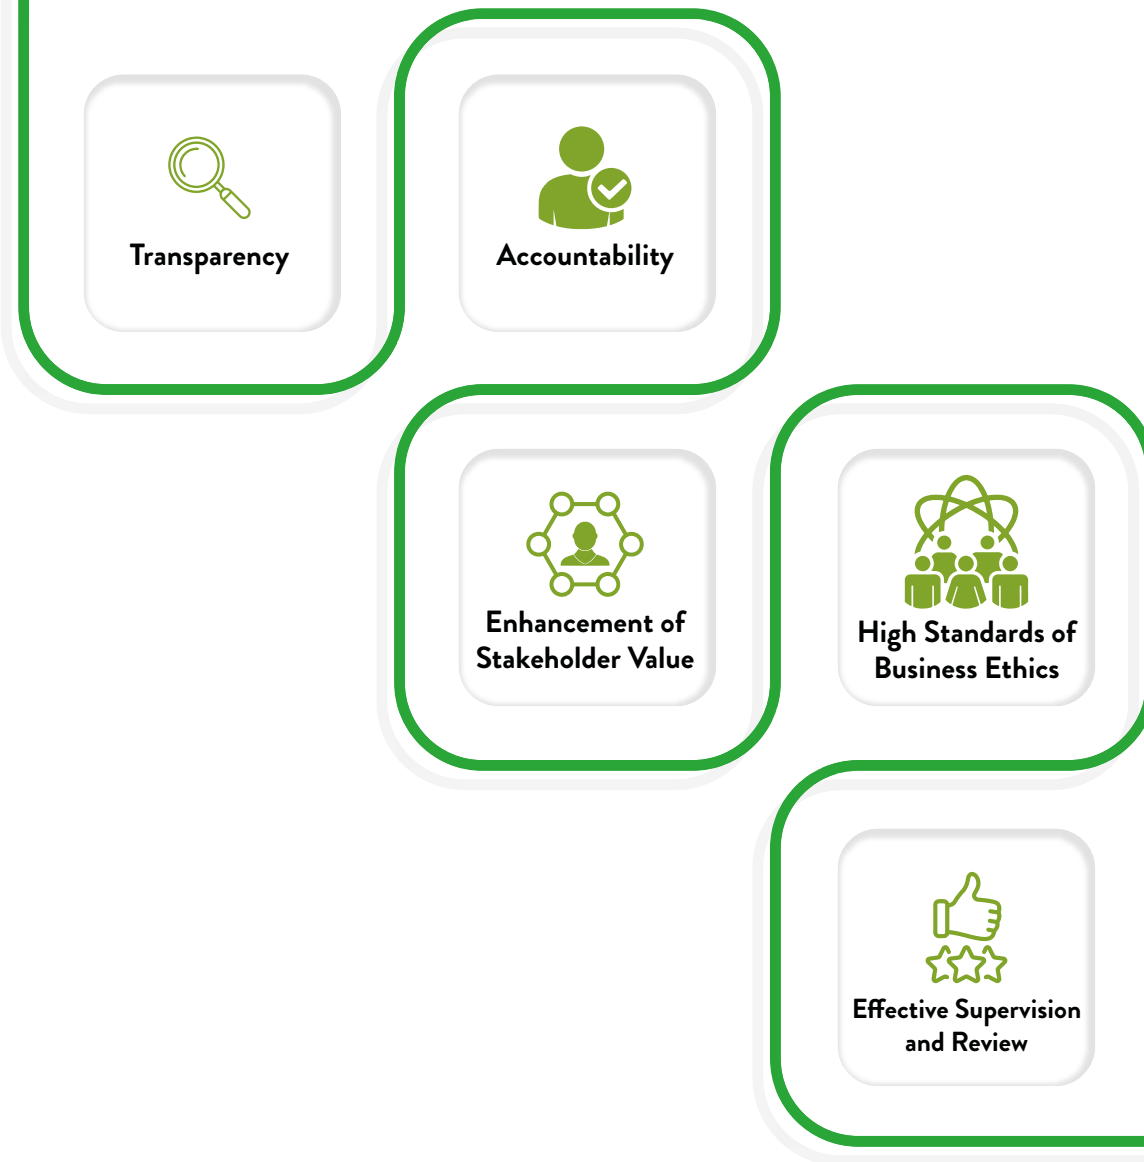 Transparency
Accountability
Enhancement of
Stakeholder Value
High Standards of
Business Ethics
Effective Supervision
and Review